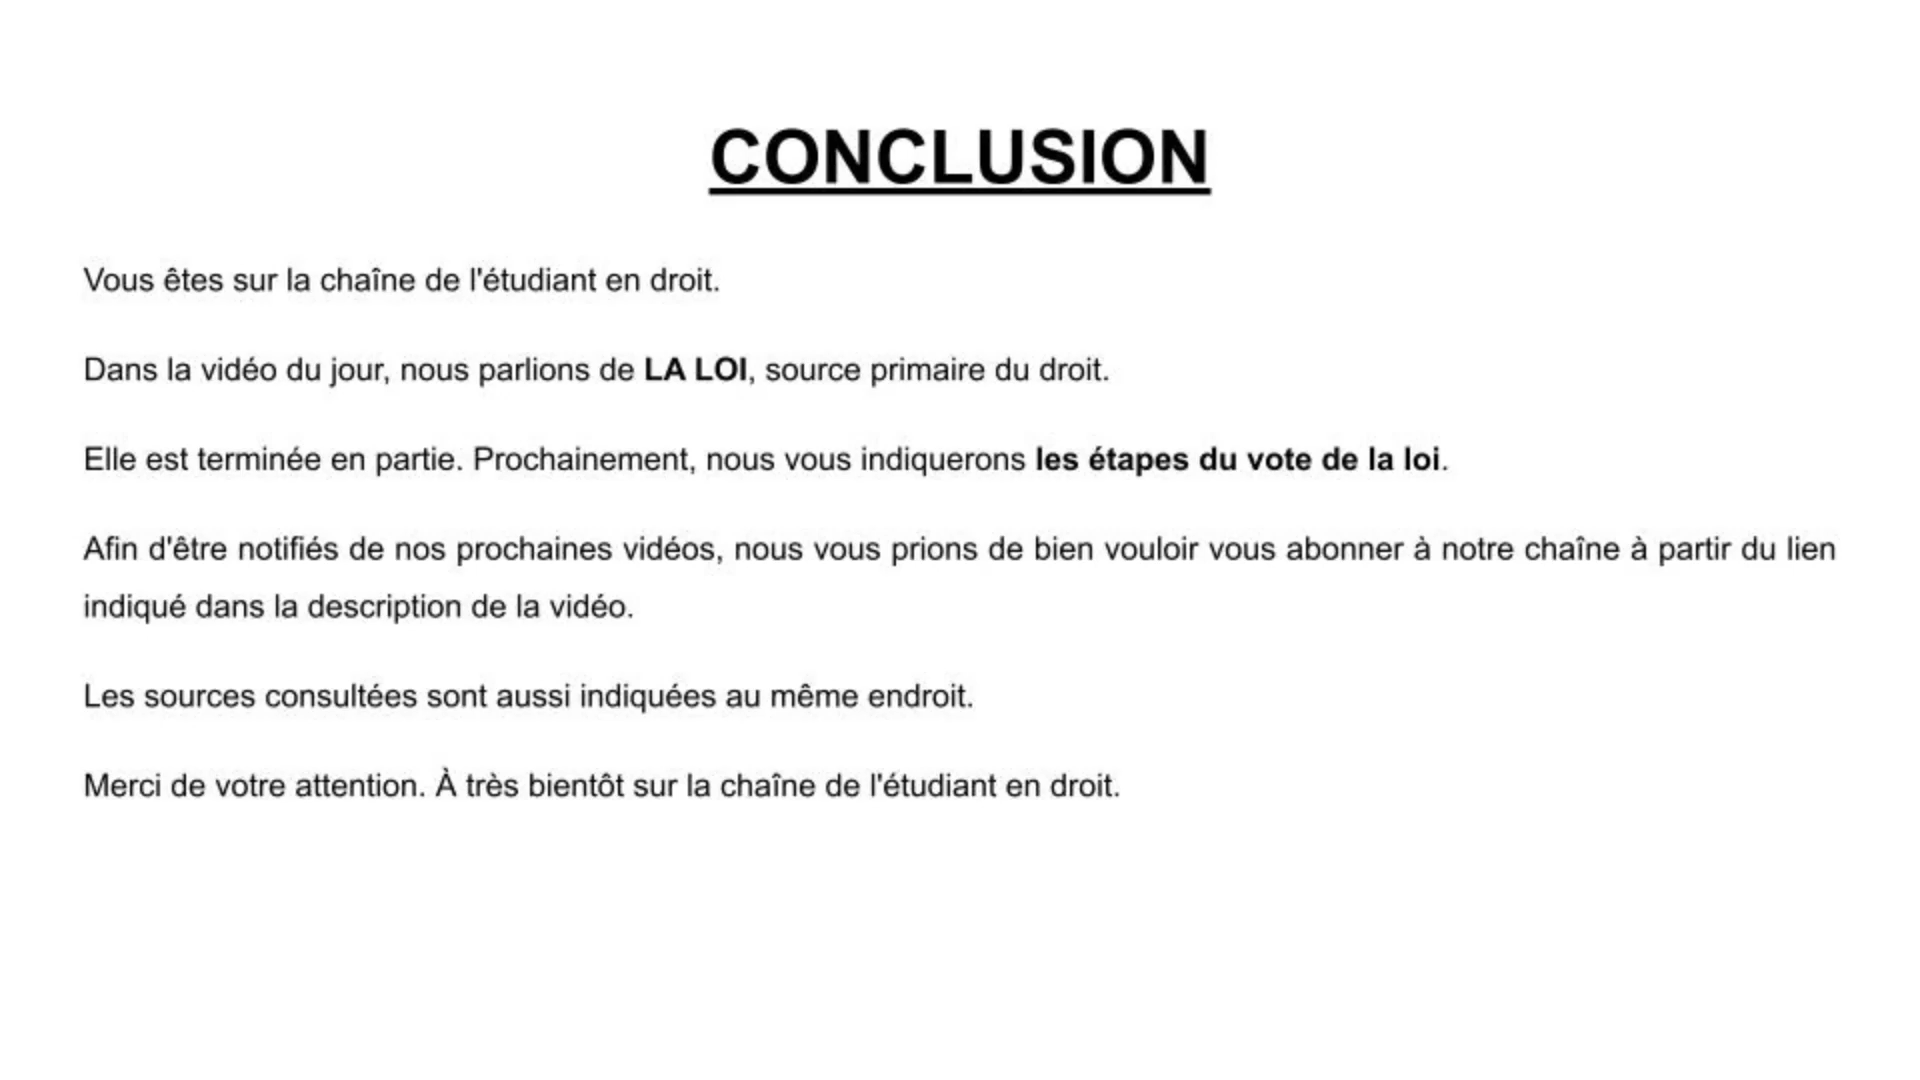 CONCLUSION
Vous êtes sur la chaîne de l'étudiant en droit.
Dans la vidéo du jour, nous parlions de LA LOI, source primaire du droit.
Elle est terminée en partie. Prochainement, nous vous indiquerons les étapes du vote de la loi.
Afin d'être notifiés de nos prochaines vidéos, nous vous prions de bien vouloir vous abonner à notre chaîne à partir du lien
indiqué dans la description de la vidéo.
Les sources consultées sont aussi indiquées au même endroit.
Merci de votre attention. À très bientôt sur la chaîne de l'étudiant en droit.